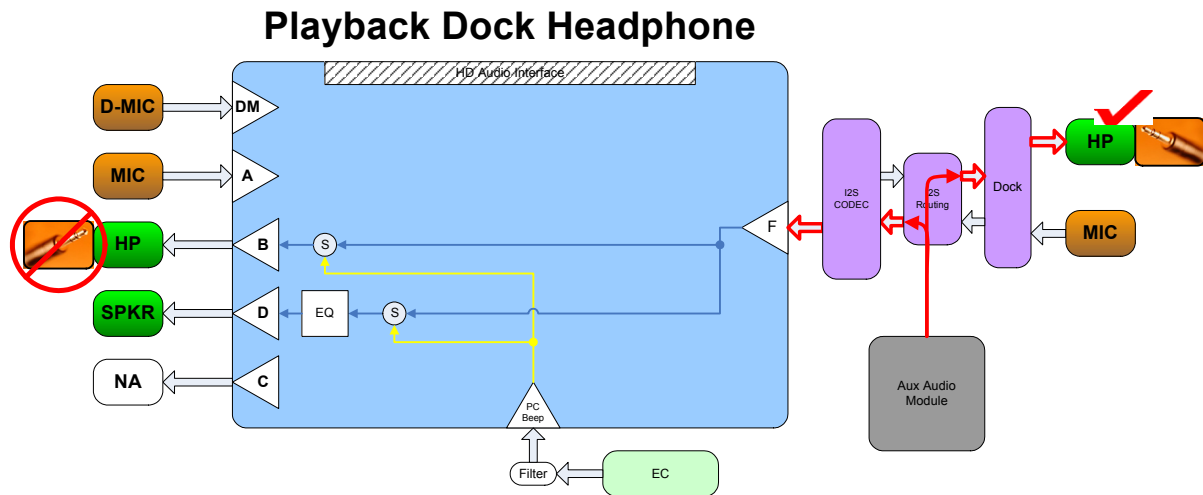 Playback Dock Headphone
HD Audio Interface
D-MIC
DM
MIC
A
HP
B
S
SPKR
D
EQ
S
NA
C
PC
Beep
Filter
EC
F
I2S
CODEC
I2S
Routing
Dock
HP
MIC
Aux Audio
Module